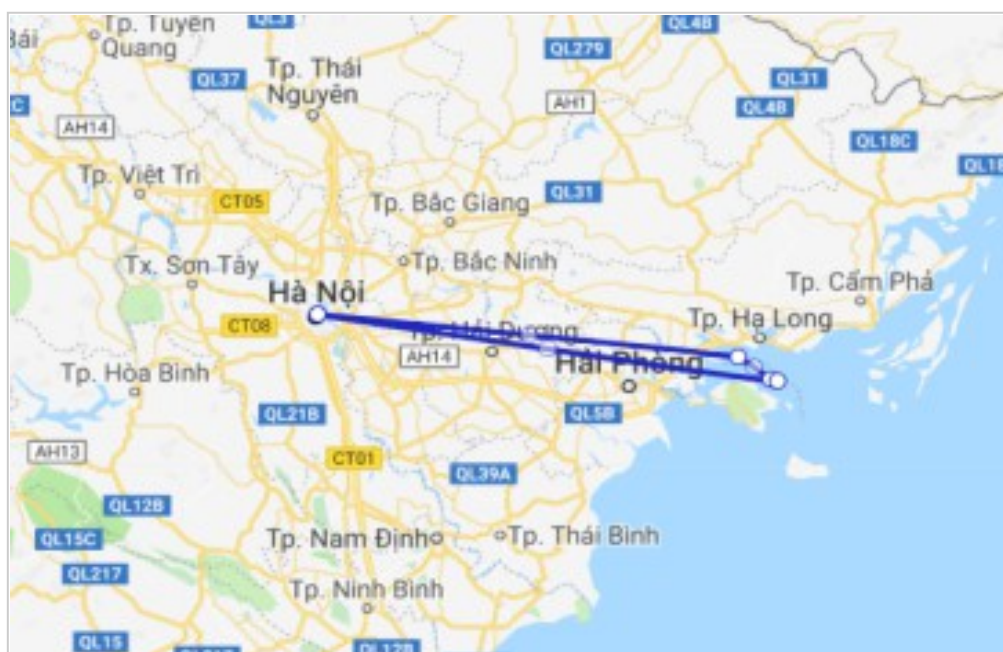 QL3
QL4B
Tp. Tuyên
Quang
QL279
QL31
QL37
Tp. Thái
Nguyên
AH1
QL4B
AH14
QL18C
QL18
Tp. Việt Trì
CT05
QL31
Tp. Bắc Giang
Tx. Sơn Tây
Tp. Bắc Ninh
Tp. Cẩm Phả
Hà Nội
CT08
Tp. Hạ Long
AH14
Hải Phòng
Tp. Hòa Bình
QL21B
QL5B
AH13
CT01
QL39A
QL12B
QL15C
Tp. Nam Định
Tp. Thái Bình
QL217
Tp. Ninh Bình
QL15
QL12B